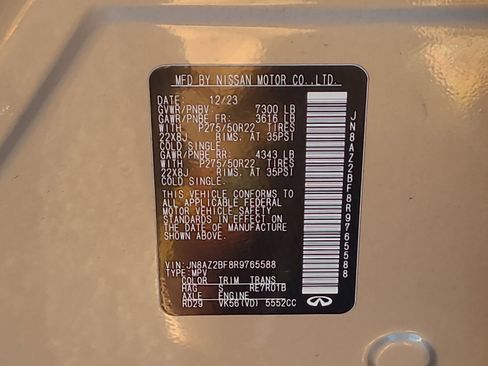 MFD BY NISSAN MOTOR CO.,LTD.
DATE: 12/23
GVWR/PNBV: 7300 LB
GAWR/PNBE FR: 3616 LB
WITH P275/50R22 TIRES
22X8J RIMS, AT 35PSI
COLD SINGLE.
GAWR/PNBE RR: 4343 LB
WITH P275/50R22 TIRES
22X8J RIMS, AT 35PSI
COLD SINGLE.
THIS VEHICLE CONFORMS TO
ALL APPLICABLE FEDERAL
MOTOR VEHICLE SAFETY
STANDARDS IN EFFECT ON
THE DATE OF MANUFACTURE
SHOWN ABOVE.
VIN: JN8AZ2BF8R9765588
TYPE: MPV
COLOR TRIM TRANS
HAG S RE7R01B
AXLE ENGINE
RD29 VK56(VD) 5552CC
JN8AZ2BF8R9765588
INFINITI